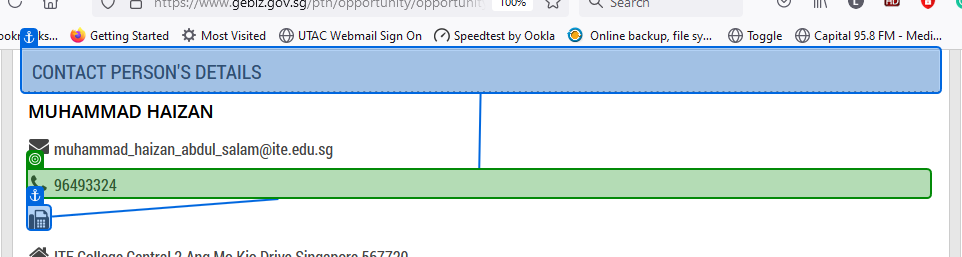 https://www.gebiz.gov.sg/ptn/opportunity/opportunity
100%
Search
ks... Getting Started Most Visited UTAC Webmail Sign On Speedtest by Ookla Online backup, file sy... Toggle Capital 95.8 FM - Medi...
CONTACT PERSON'S DETAILS
MUHAMMAD HAIZAN
muhammad_haizan_abdul_salam@ite.edu.sg
96493324
ITE College Central 2 Ang Mo Kio Drive Singapore 567720